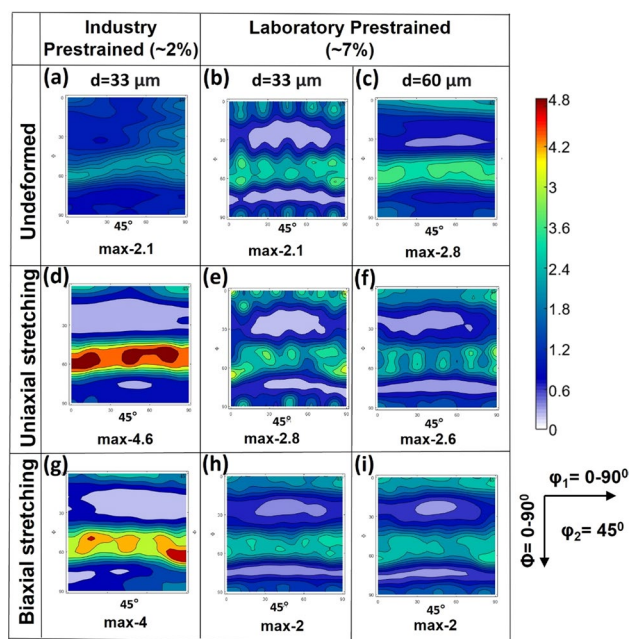 Industry
Prestrained (~2%)
Laboratory Prestrained
(~7%)
(a) d=33 μm
(b) d=33 μm
(c) d=60 μm
Undeformed
45°
max-2.1
45°
max-2.1
45°
max-2.8
(d)
(e)
(f)
Uniaxial stretching
45°
max-4.6
45°
max-2.8
45°
max-2.6
(g)
(h)
(i)
Biaxial stretching
45°
max-4
45°
max-2
45°
max-2
4.8
3.6
3
2.4
1.8
1.2
0.6
0
φ1= 0-90⁰
Φ= 0-90⁰
φ2= 45⁰